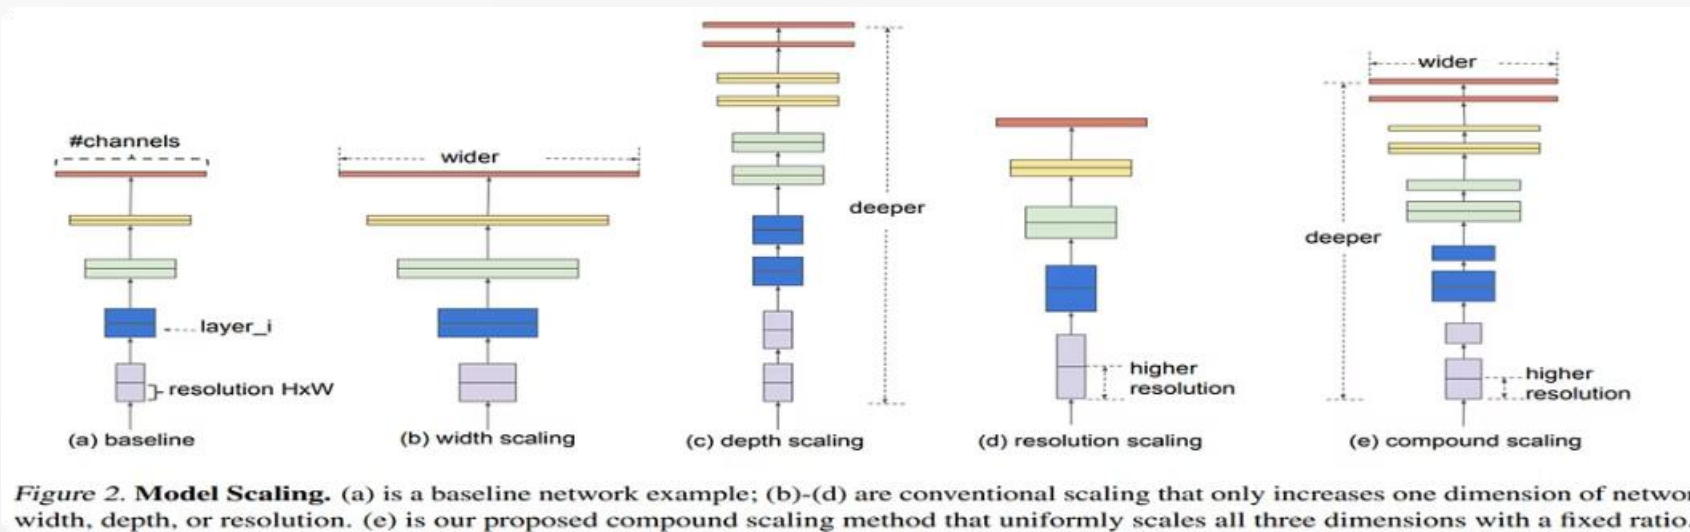 #channels
layer_i
resolution HxW
(a) baseline
wider
(b) width scaling
deeper
(c) depth scaling
higher
resolution
(d) resolution scaling
wider
deeper
higher
resolution
(e) compound scaling
Figure 2. Model Scaling. (a) is a baseline network example; (b)-(d) are conventional scaling that only increases one dimension of networ
width, depth, or resolution. (e) is our proposed compound scaling method that uniformly scales all three dimensions with a fixed ratio.